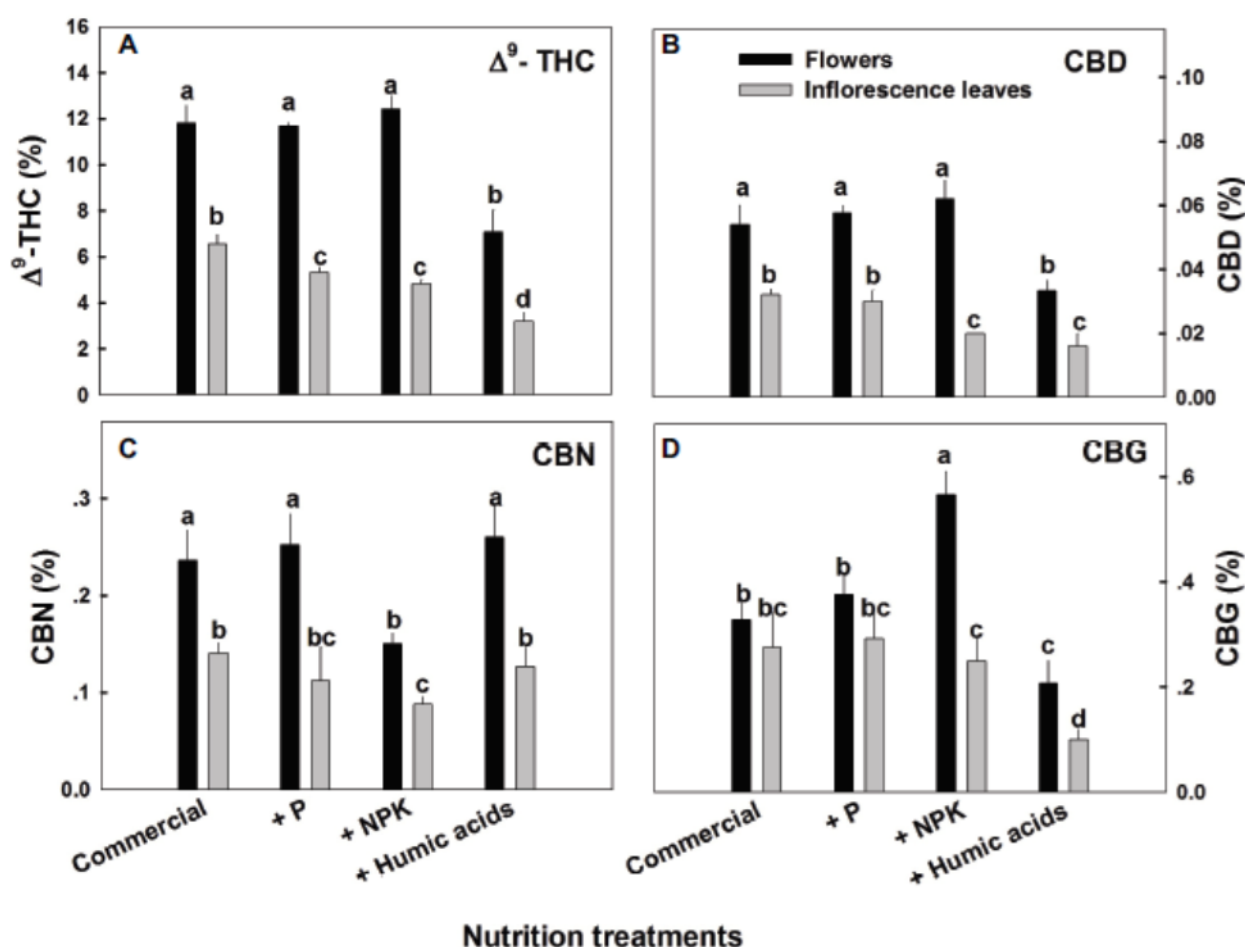 A
Δ⁹- THC
16
14
12
10
8
6
4
2
0
Δ⁹-THC (%)
a
b
a
c
a
c
b
d
B
CBD
Flowers
Inflorescence leaves
.10
.08
.06
.04
.02
0.00
CBD (%)
a
b
a
b
a
c
b
c
C
CBN
.3
.2
.1
0.0
CBN (%)
a
b
a
bc
b
c
a
b
D
CBG
.6
.4
.2
0.0
CBG (%)
b
bc
b
bc
a
c
c
d
Commercial
+ P
+ NPK
+ Humic acids
Commercial
+ P
+ NPK
+ Humic acids
Nutrition treatments